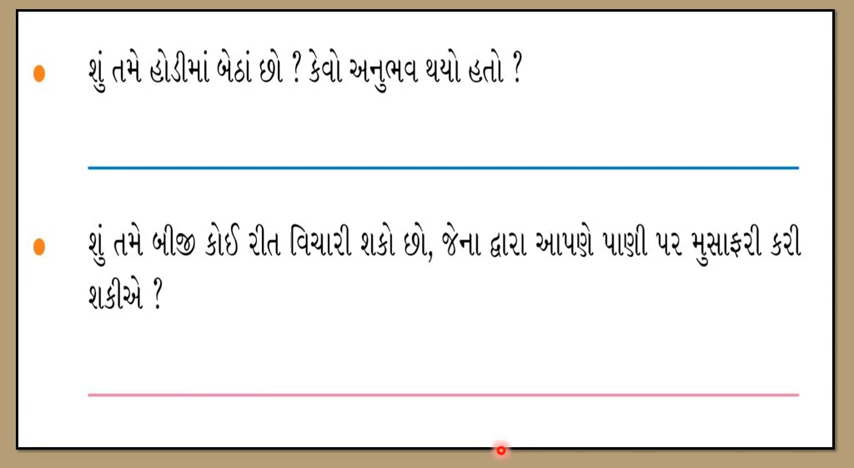 શું તમે હોડીમાં બેઠાં છો ? કેવો અનુભવ થયો હતો ?
શું તમે બીજી કોઈ રીત વિચારી શકો છો, જેના દ્વારા આપણે પાણી પર મુસાફરી કરી
શકીએ ?